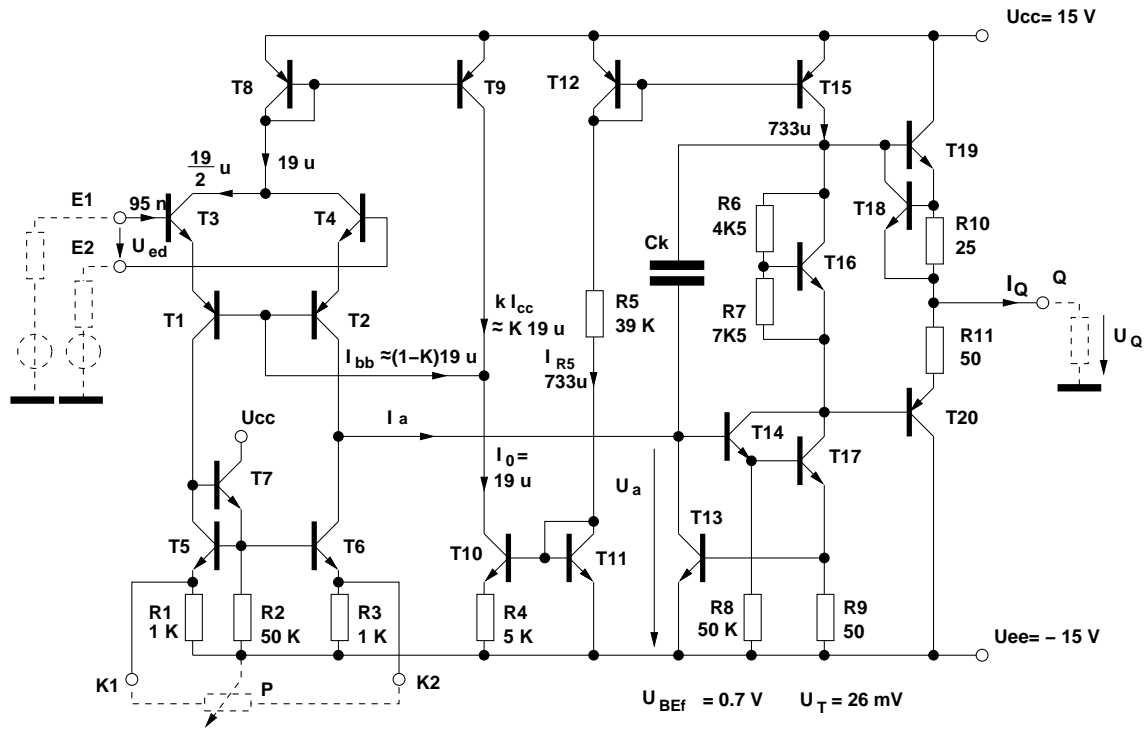 Ucc= 15 V
T8
T9
T12
T15
733u
19/2 u
19 u
T19
95 n
E1
T3
T4
R6
4K5
T18
R10
25
E2
U ed
Ck
T16
I Q
Q
k I cc
≈ K 19 u
R5
39 K
R7
7K5
T1
T2
R11
50
U Q
I bb ≈(1−K)19 u
I R5
733u
Ucc
I a
T14
T20
T7
I 0 =
19 u
U a
T17
T13
T5
T6
T10
T11
R1
1 K
R2
50 K
R3
1 K
R4
5 K
R8
50 K
R9
50
Uee= − 15 V
K1
P
K2
U BEf = 0.7 V
U T = 26 mV